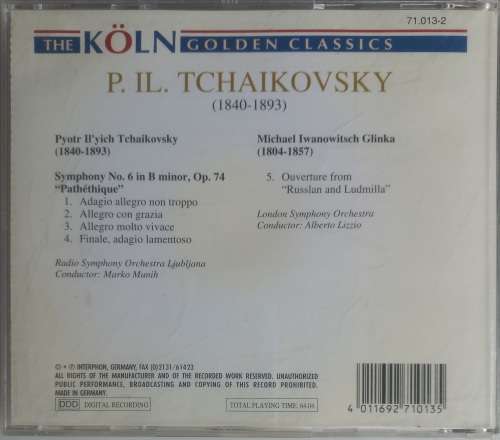 71.013-2
THE KÖLN GOLDEN CLASSICS
P. IL. TCHAIKOVSKY
(1840-1893)
Pyotr Il'yich Tchaikovsky
(1840-1893)
Symphony No. 6 in B minor, Op. 74
“Pathéthique”
1. Adagio allegro non troppo
2. Allegro con grazia
3. Allegro molto vivace
4. Finale, adagio lamentoso
Radio Symphony Orchestra Ljubljana
Conductor: Marko Munih
Michael Iwanowitsch Glinka
(1804-1857)
5. Ouverture from
“Russlan and Ludmilla”
London Symphony Orchestra
Conductor: Alberto Lizzio
© + ℗ INTERPHON, GERMANY, FAX (0)2131/61423
ALL RIGHTS OF THE MANUFACTURER AND OF THE RECORDED WORK RESERVED. UNAUTHORIZED
PUBLIC PERFORMANCE, BROADCASTING AND COPYING OF THIS RECORD PROHIBITED.
MADE IN GERMANY.
DDD DIGITAL RECORDING
TOTAL PLAYING TIME: 64:04
4 011692 710135